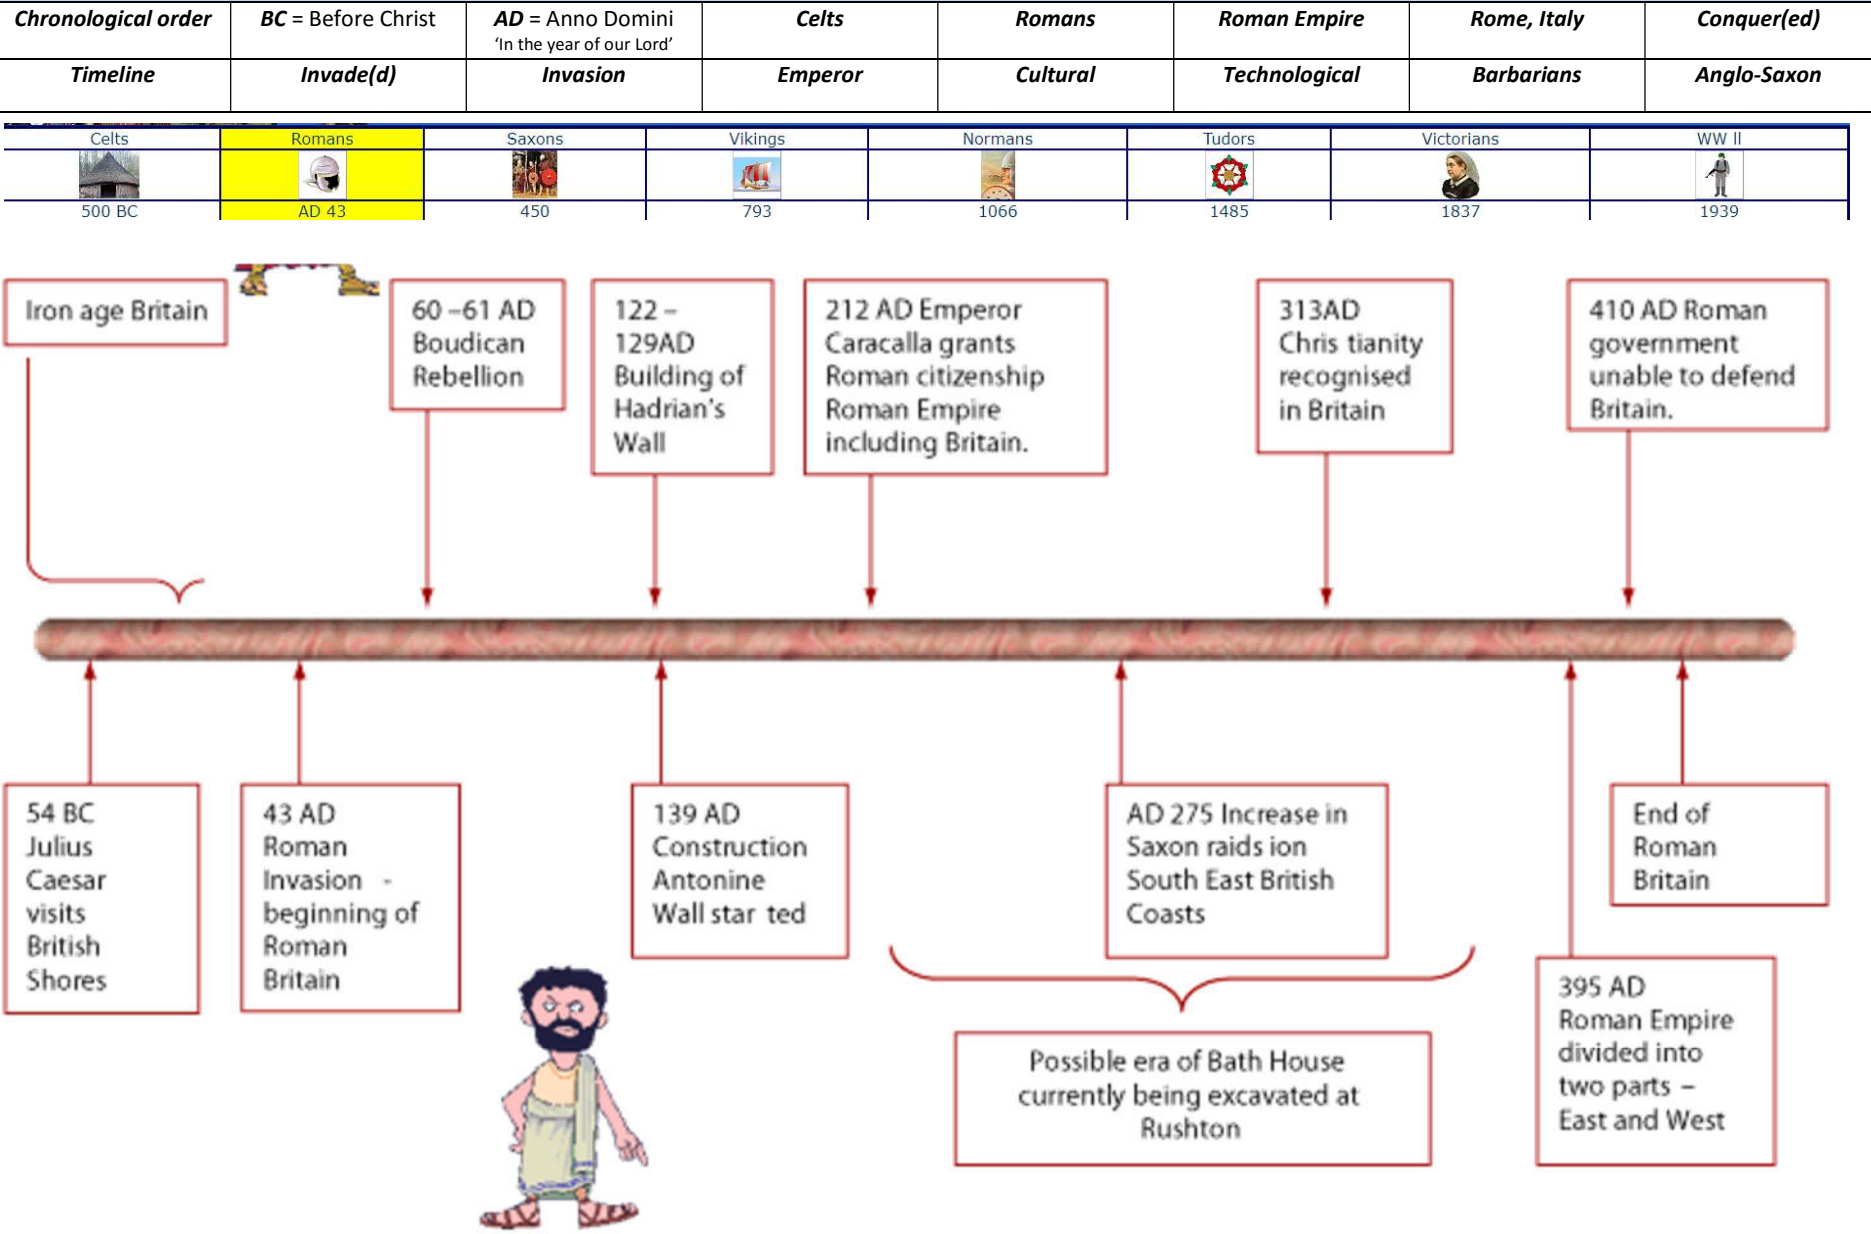 Chronological order
BC = Before Christ
AD = Anno Domini
‘In the year of our Lord’
Celts
Romans
Roman Empire
Rome, Italy
Conquer(ed)
Timeline
Invade(d)
Invasion
Emperor
Cultural
Technological
Barbarians
Anglo-Saxon
Celts
Romans
Saxons
Vikings
Normans
Tudors
Victorians
WW II
500 BC
AD 43
450
793
1066
1485
1837
1939
Iron age Britain
60 –61 AD
Boudican
Rebellion
122 –
129AD
Building of
Hadrian's
Wall
212 AD Emperor
Caracalla grants
Roman citizenship
Roman Empire
including Britain.
313AD
Chris tianity
recognised
in Britain
410 AD Roman
government
unable to defend
Britain.
54 BC
Julius
Caesar
visits
British
Shores
43 AD
Roman
Invasion -
beginning of
Roman
Britain
139 AD
Construction
Antonine
Wall star ted
AD 275 Increase in
Saxon raids ion
South East British
Coasts
End of
Roman
Britain
Possible era of Bath House
currently being excavated at
Rushton
395 AD
Roman Empire
divided into
two parts –
East and West